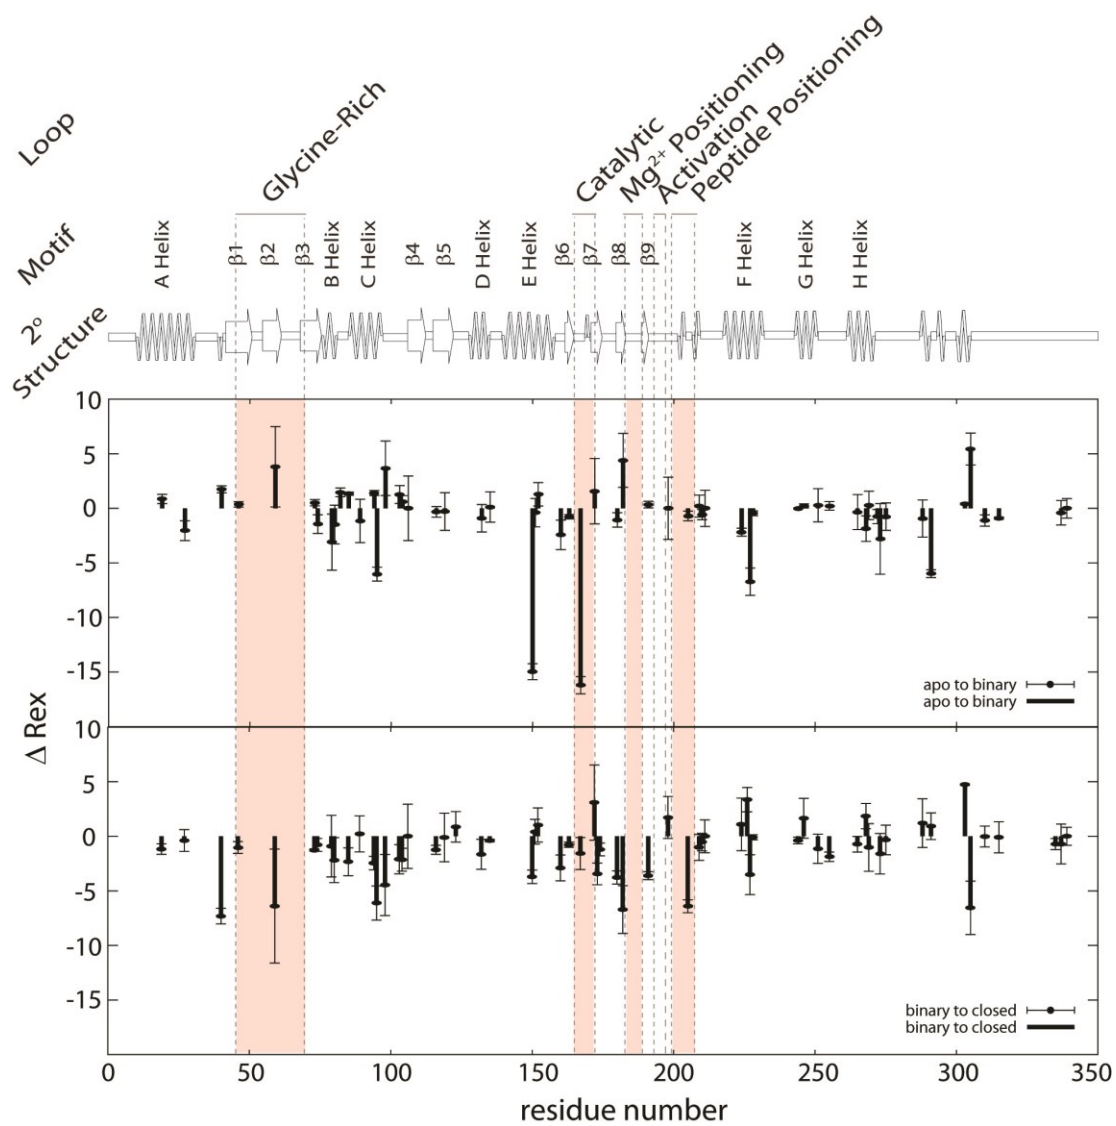 Loop
Glycine-Rich
Catalytic
Mg²⁺ Positioning
Activation
Peptide Positioning
Motif
A Helix
β1
β2
β3
B Helix
C Helix
β4
β5
D Helix
E Helix
β6
β7
β8
β9
F Helix
G Helix
H Helix
2º
Structure
10
5
0
-5
-10
-15
apo to binary
apo to binary
Δ Rex
10
5
0
-5
-10
-15
binary to closed
binary to closed
0 50 100 150 200 250 300 350
residue number